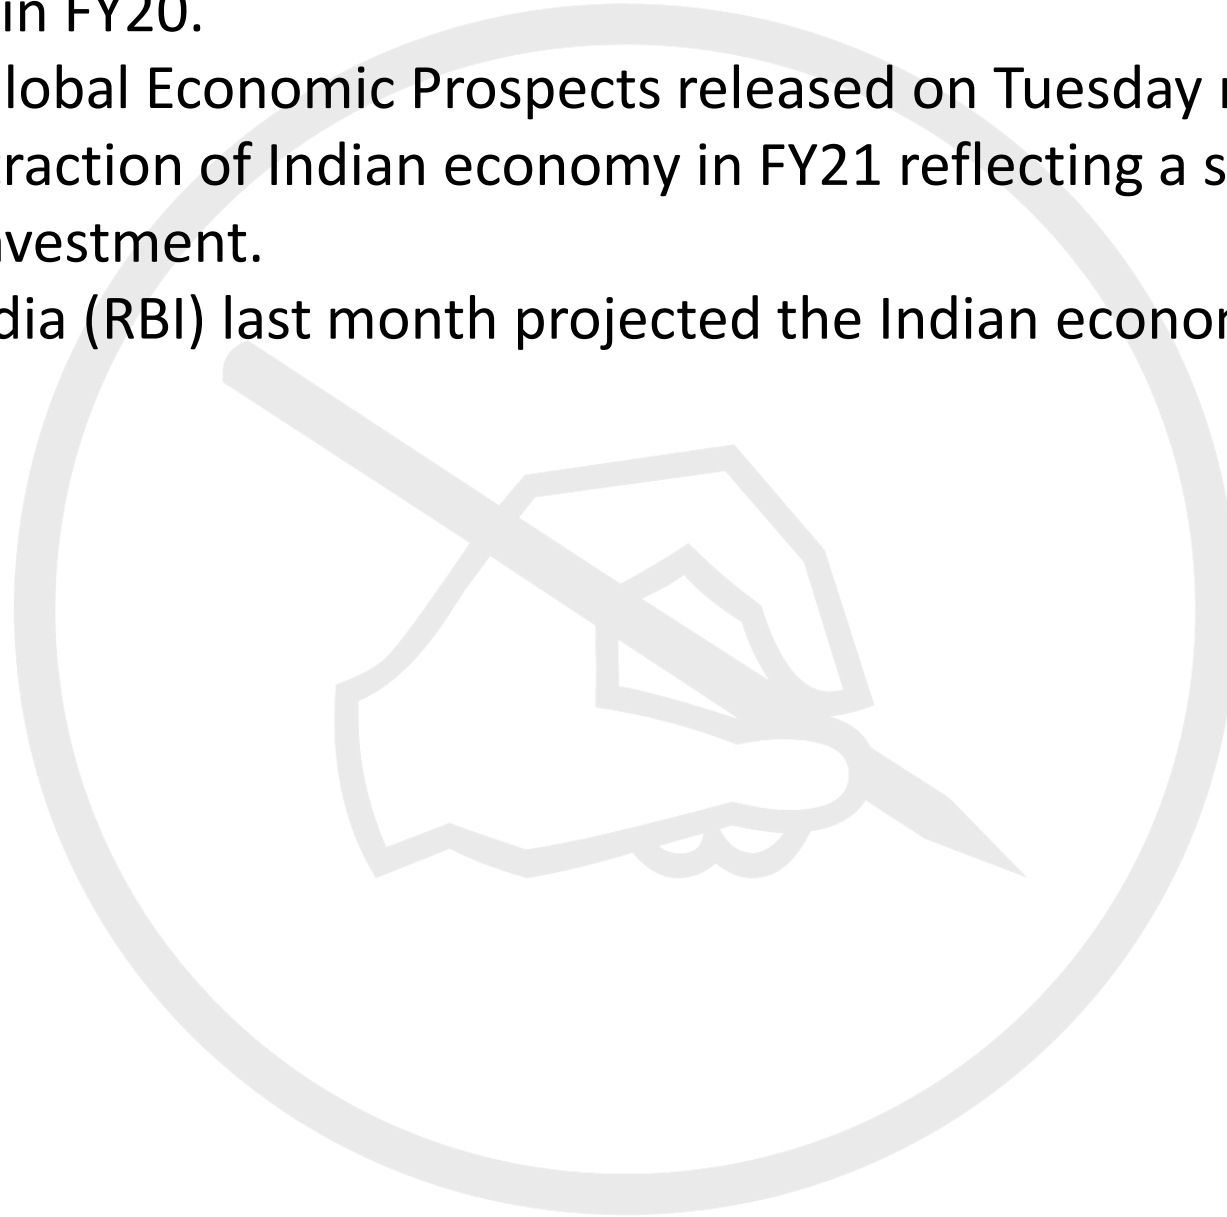 in FY20.
lobal Economic Prospects released on Tuesday
raction of Indian economy in FY21 reflecting a s
vestment.
dia (RBI) last month projected the Indian econo